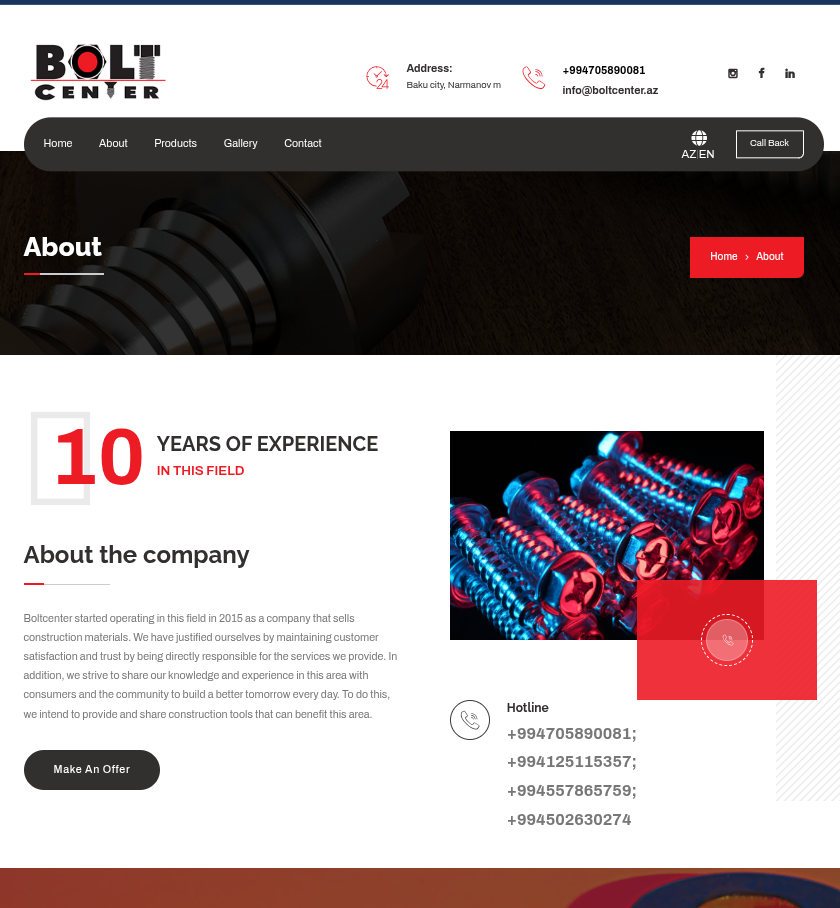 BOLT
CENTER
24
Address:
Baku city, Narmanov m
+994705890081
info@boltcenter.az
Home About Products Gallery Contact
AZ|EN
Call Back
About
Home › About
10
YEARS OF EXPERIENCE
IN THIS FIELD
About the company
Boltcenter started operating in this field in 2015 as a company that sells
construction materials. We have justified ourselves by maintaining customer
satisfaction and trust by being directly responsible for the services we provide. In
addition, we strive to share our knowledge and experience in this area with
consumers and the community to build a better tomorrow every day. To do this,
we intend to provide and share construction tools that can benefit this area.
Make An Offer
Hotline
+994705890081;
+994125115357;
+994557865759;
+994502630274